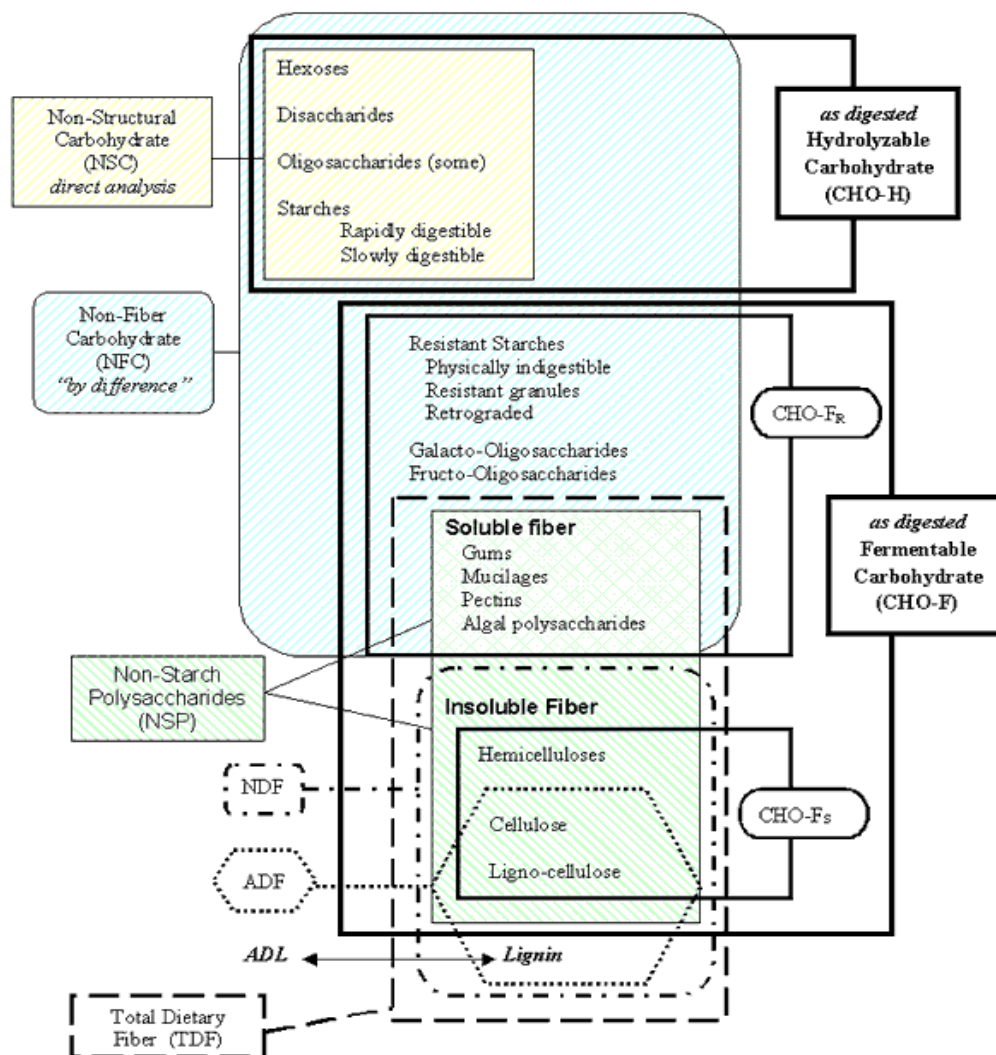 Hexoses
Disaccharides
Oligosaccharides (some)
Starches
Rapidly digestible
Slowly digestible
Non-Structural
Carbohydrate
(NSC)
direct analysis
as digested
Hydrolyzable
Carbohydrate
(CHO-H)
Non-Fiber
Carbohydrate
(NFC)
"by difference"
Resistant Starches
Physically indigestible
Resistant granules
Retrograded
Galacto-Oligosaccharides
Fructo-Oligosaccharides
CHO-FR
as digested
Fermentable
Carbohydrate
(CHO-F)
Soluble fiber
Gums
Mucilages
Pectins
Algal polysaccharides
Non-Starch
Polysaccharides
(NSP)
Insoluble Fiber
Hemicelluloses
NDF
Cellulose
CHO-FS
Ligno-cellulose
ADF
ADL
Lignin
Total Dietary
Fiber (TDF)